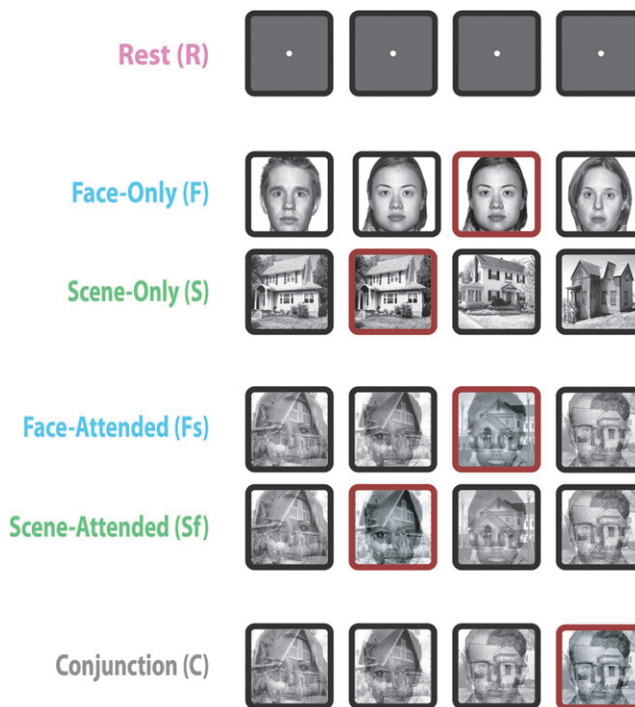 Rest (R)
Face-Only (F)
Scene-Only (S)
Face-Attended (Fs)
Scene-Attended (Sf)
Conjunction (C)